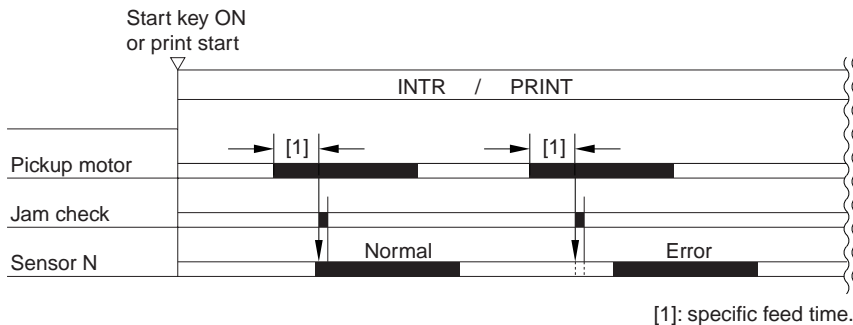 Start key ON
or print start
INTR / PRINT
[1] [1]
Pickup motor
Jam check
Normal Error
Sensor N
[1]: specific feed time.